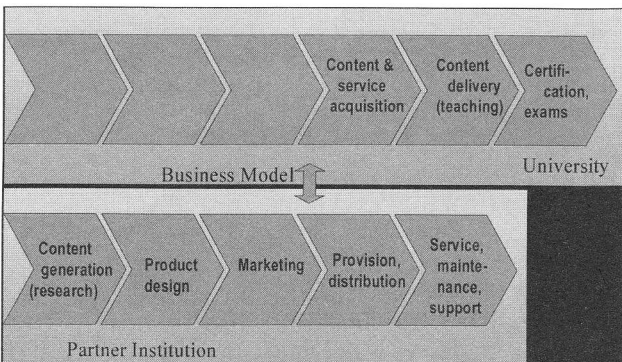 Content &
service
acquisition
Content
delivery
(teaching)
Certifi-
cation,
exams
University
Business Model
Content
generation
(research)
Product
design
Marketing
Provision,
distribution
Service,
mainte-
nance,
support
Partner Institution